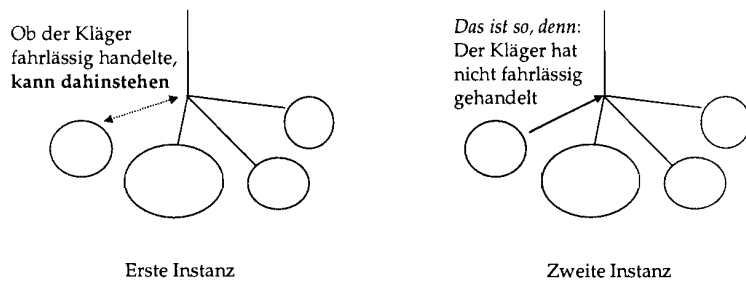 Ob der Kläger
fahrlässig handelte,
kann dahinstehen
Das ist so, denn:
Der Kläger hat
nicht fahrlässig
gehandelt
Erste Instanz
Zweite Instanz